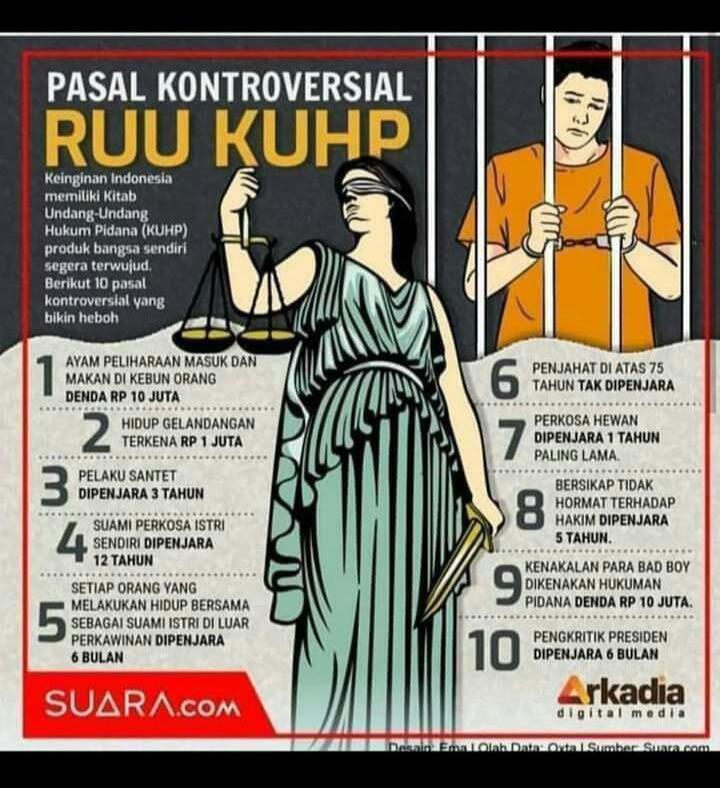 PASAL KONTROVERSIAL
RUU KUHP
Keinginan Indonesia
memiliki Kitab
Undang-Undang
Hukum Pidana (KUHP)
produk bangsa sendiri
segera terwujud.
Berikut 10 pasal
kontroversial yang
bikin heboh
1
AYAM PELIHARAAN MASUK DAN
MAKAN DI KEBUN ORANG
DENDA RP 10 JUTA
2
HIDUP GELANDANGAN
TERKENA RP 1 JUTA
3
PELAKU SANTET
DIPENJARA 3 TAHUN
4
SUAMI PERKOSA ISTRI
SENDIRI DIPENJARA
12 TAHUN
5
SETIAP ORANG YANG
MELAKUKAN HIDUP BERSAMA
SEBAGAI SUAMI ISTRI DI LUAR
PERKAWINAN DIPENJARA
6 BULAN
6
PENJAHAT DI ATAS 75
TAHUN TAK DIPENJARA
7
PERKOSA HEWAN
DIPENJARA 1 TAHUN
PALING LAMA.
8
BERSIKAP TIDAK
HORMAT TERHADAP
HAKIM DIPENJARA
5 TAHUN.
9
KENAKALAN PARA BAD BOY
DIKENAKAN HUKUMAN
PIDANA DENDA RP 10 JUTA.
10
PENGKRITIK PRESIDEN
DIPENJARA 6 BULAN
SUARA.com
Arkadia
digital media
Desain: Ema | Olah Data: Oxta | Sumber: Suara.com